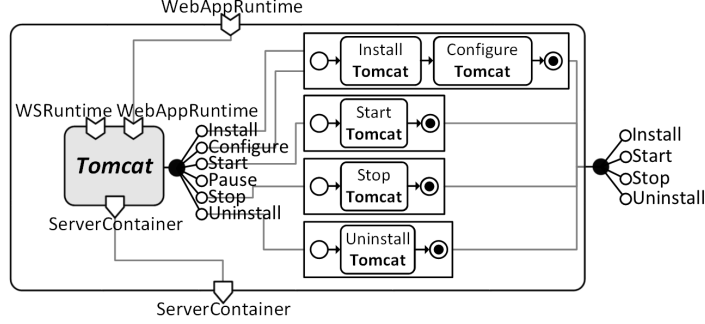 WebAppRuntime
WSRuntime WebAppRuntime
Tomcat
ServerContainer
ServerContainer
Install
Configure
Start
Pause
Stop
Uninstall
Install
Tomcat
Configure
Tomcat
Start
Tomcat
Stop
Tomcat
Uninstall
Tomcat
Install
Start
Stop
Uninstall